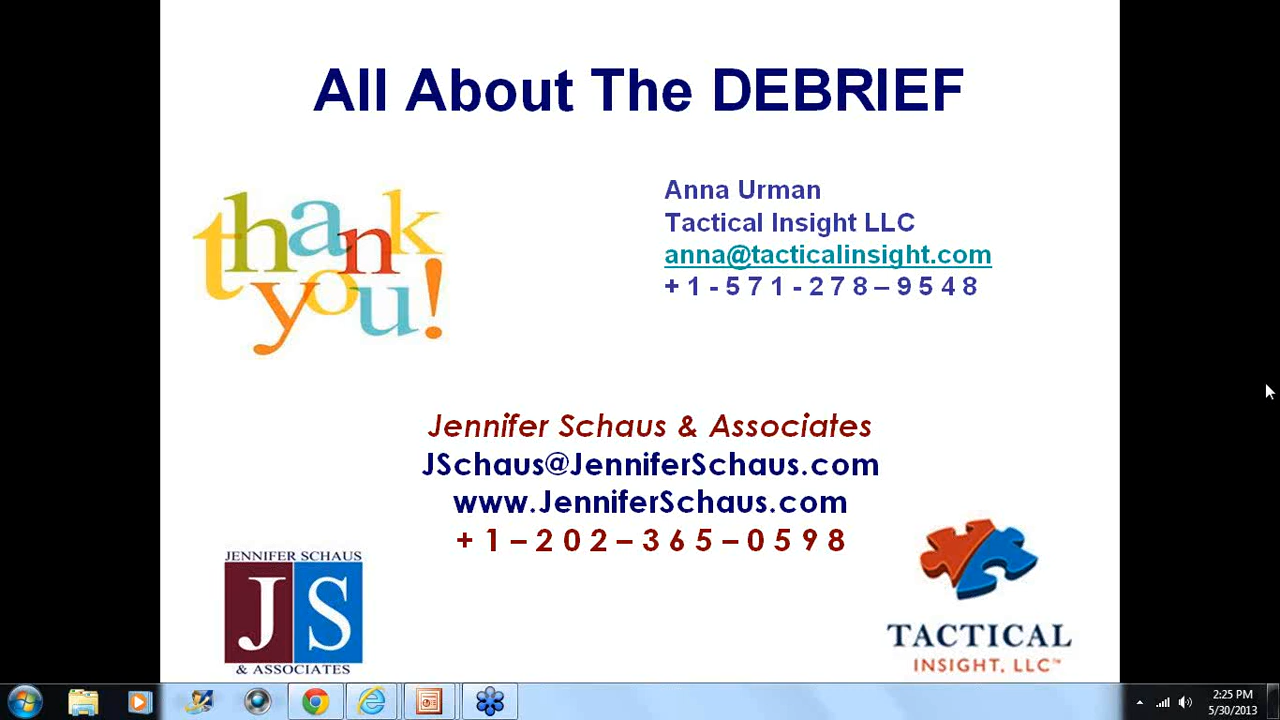 All About The DEBRIEF
thank
you!
Anna Urman
Tactical Insight LLC
anna@tacticalinsight.com
+1-571-278–9548
Jennifer Schaus & Associates
JSchaus@JenniferSchaus.com
www.JenniferSchaus.com
+1–202–365–0598
JENNIFER SCHAUS
JS
& ASSOCIATES
TACTICAL
INSIGHT, LLC™
2:25 PM
5/30/2013